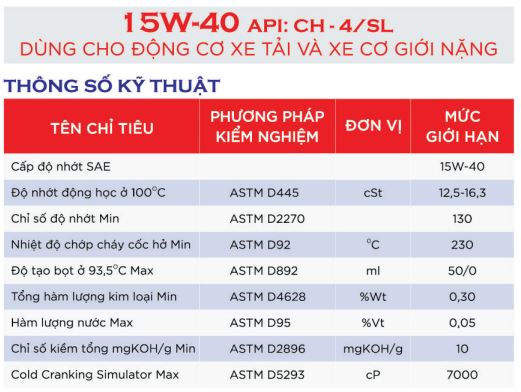 15W-40 API: CH - 4/SL
DÙNG CHO ĐỘNG CƠ XE TẢI VÀ XE CƠ GIỚI NẶNG
THÔNG SỐ KỸ THUẬT
TÊN CHỈ TIÊU PHƯƠNG PHÁP KIỂM NGHIỆM ĐƠN VỊ MỨC GIỚI HẠN
Cấp độ nhớt SAE 15W-40
Độ nhớt động học ở 100°C ASTM D445 cSt 12,5-16,3
Chỉ số độ nhớt Min ASTM D2270 130
Nhiệt độ chớp cháy cốc hở Min ASTM D92 °C 230
Độ tạo bọt ở 93,5°C Max ASTM D892 ml 50/0
Tổng hàm lượng kim loại Min ASTM D4628 %Wt 0,30
Hàm lượng nước Max ASTM D95 %Vt 0,05
Chỉ số kiềm tổng mgKOH/g Min ASTM D2896 mgKOH/g 10
Cold Cranking Simulator Max ASTM D5293 cP 7000